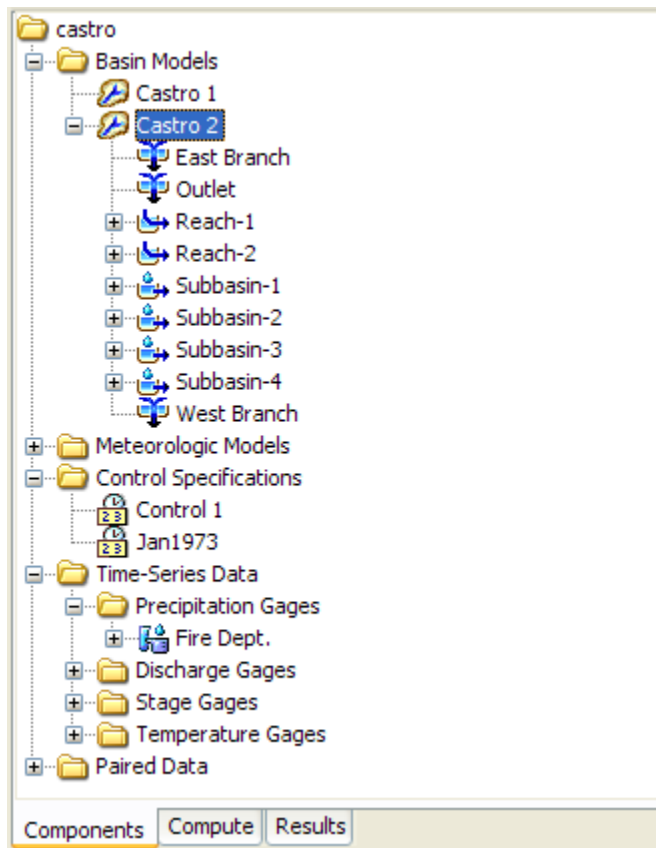 castro
Basin Models
Castro 1
Castro 2
East Branch
Outlet
Reach-1
Reach-2
Subbasin-1
Subbasin-2
Subbasin-3
Subbasin-4
West Branch
Meteorologic Models
Control Specifications
Control 1
Jan1973
Time-Series Data
Precipitation Gages
Fire Dept.
Discharge Gages
Stage Gages
Temperature Gages
Paired Data
Components Compute Results